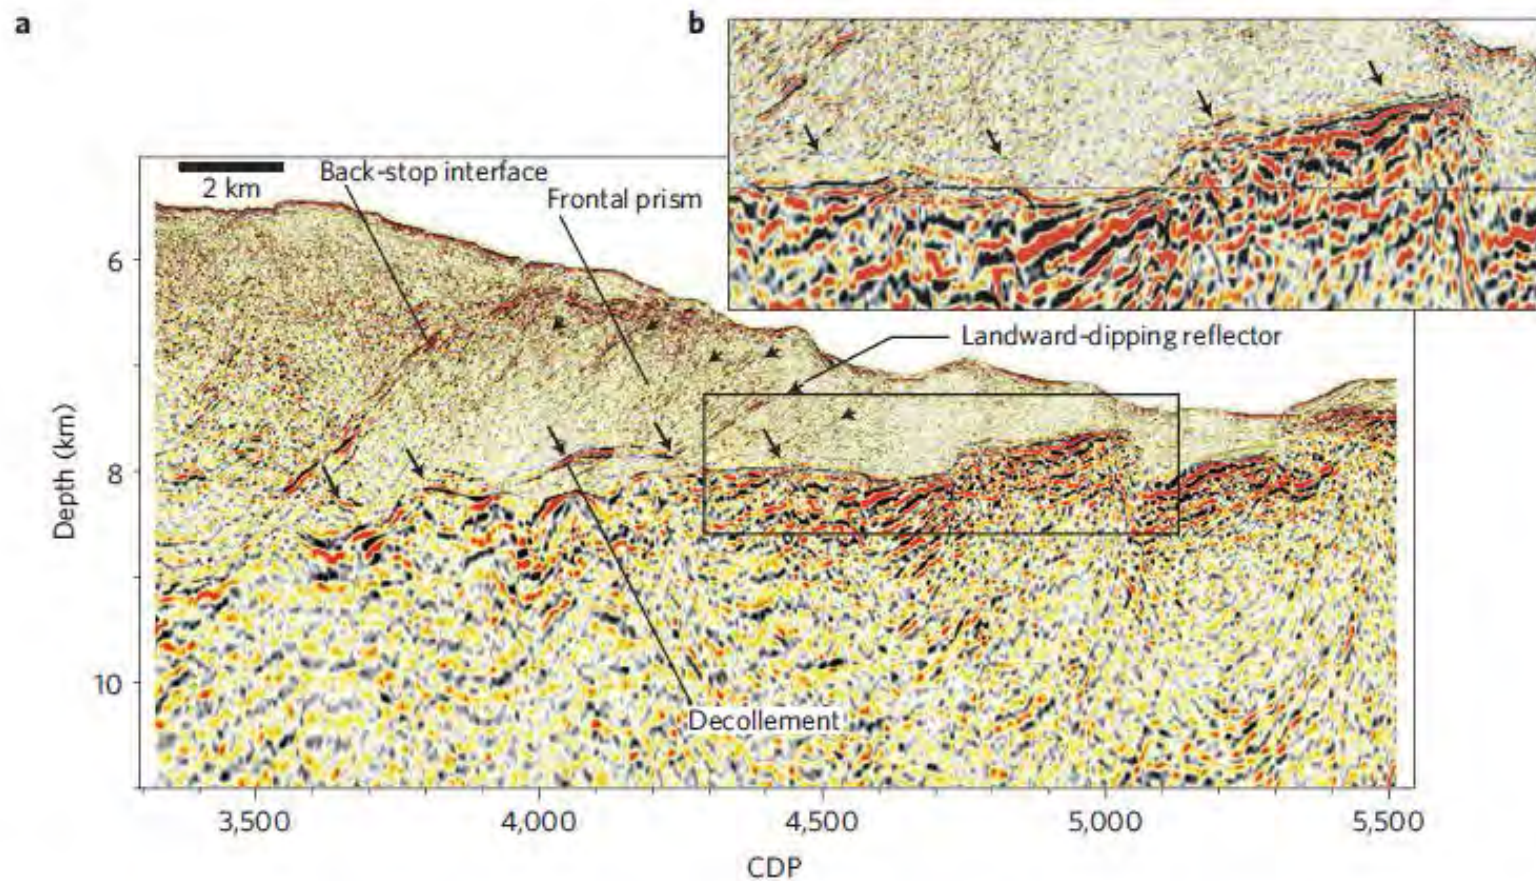 a
b
2 km
Back-stop interface
Frontal prism
Landward-dipping reflector
Decollement
Depth (km)
6
8
10
3,500
4,000
4,500
5,000
5,500
CDP